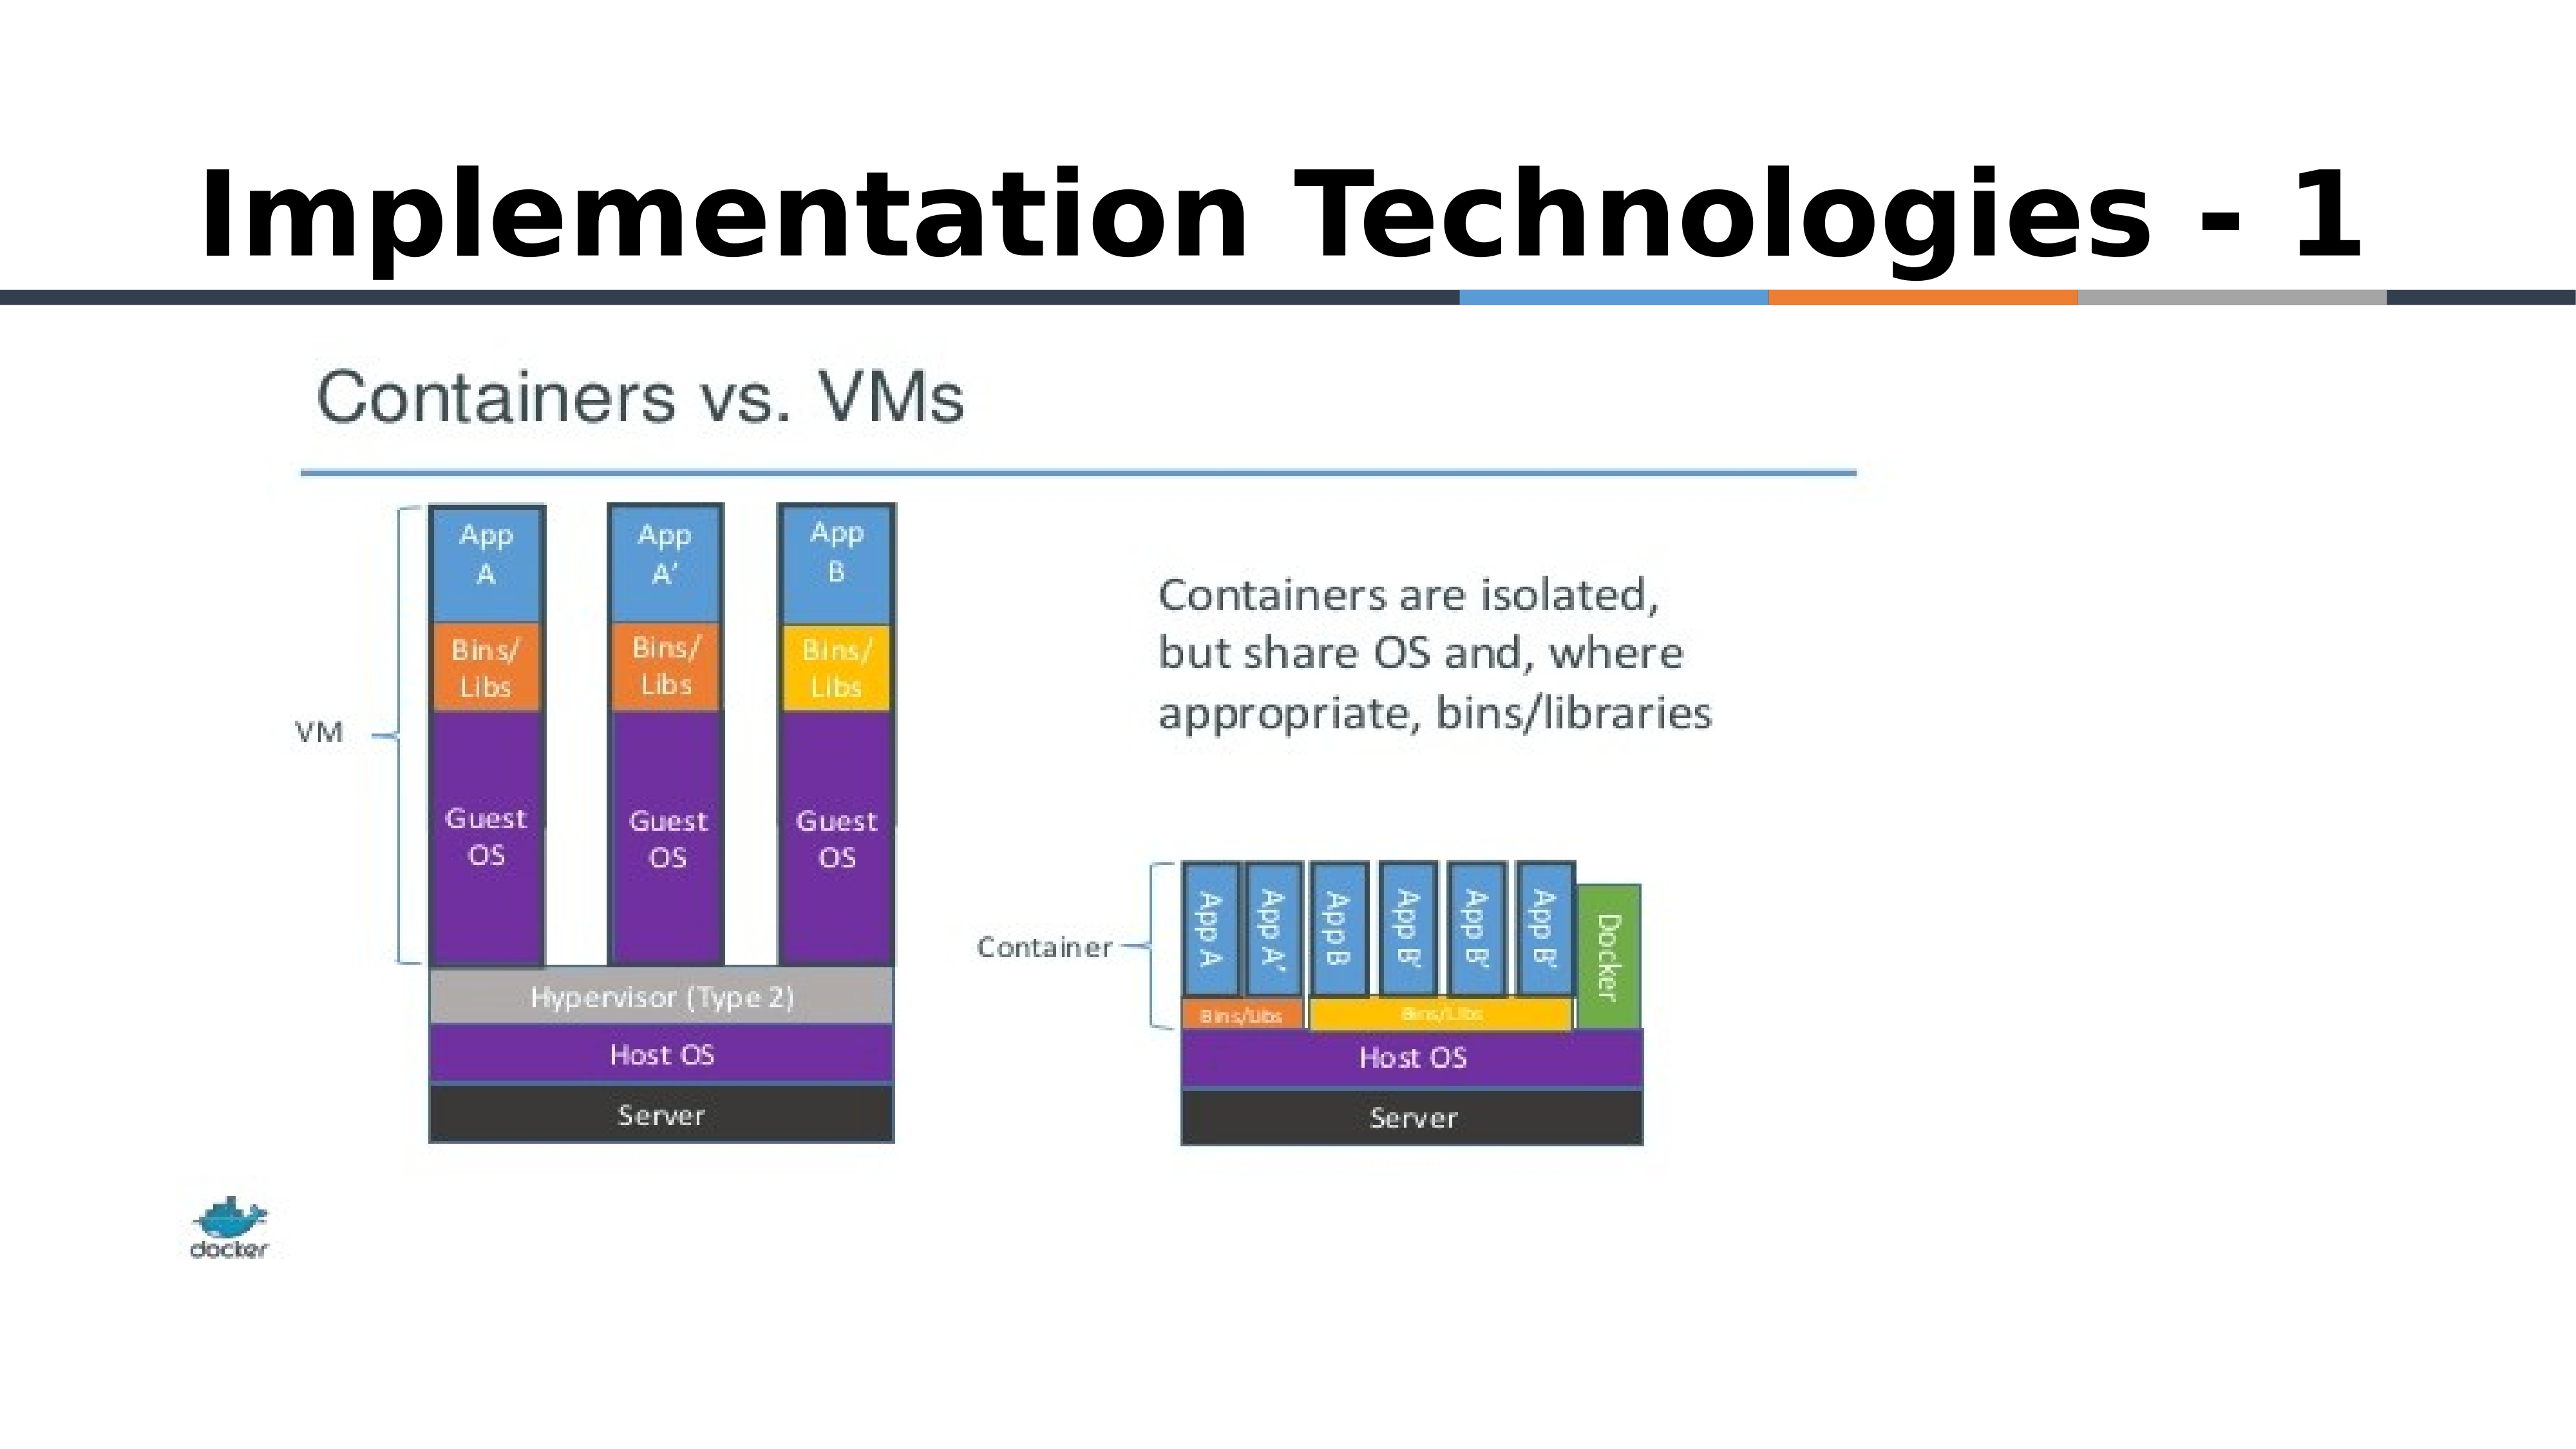 Implementation Technologies - 1
Containers vs. VMs
App
A
App
A’
App
B
Bins/
Libs
Bins/
Libs
Bins/
Libs
VM
Guest
OS
Guest
OS
Guest
OS
Hypervisor (Type 2)
Host OS
Server
Containers are isolated,
but share OS and, where
appropriate, bins/libraries
Container
App A
App A’
App B
App B’
App B’
App B’
Docker
Bins/Libs
Bins/Libs
Host OS
Server
docker